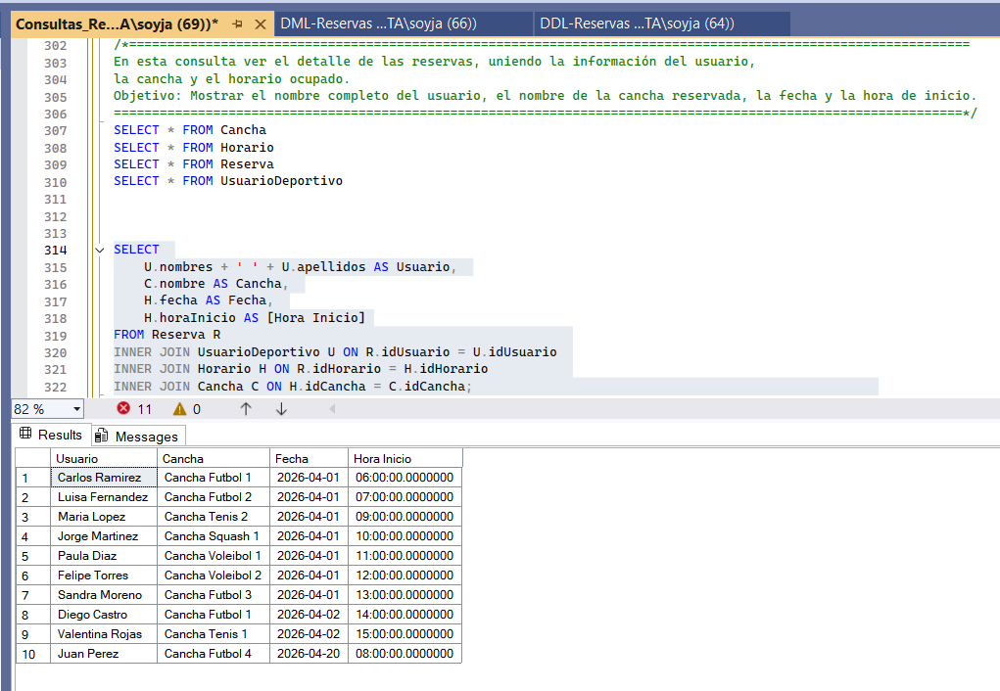 Consultas_Re...A\soyja (69))* DML-Reservas ...TA\soyja (66)) DDL-Reservas ...TA\soyja (64))
302 /*==============================================================================================================
303 En esta consulta ver el detalle de las reservas, uniendo la información del usuario,
304 la cancha y el horario ocupado.
305 Objetivo: Mostrar el nombre completo del usuario, el nombre de la cancha reservada, la fecha y la hora de inicio.
306 ===============================================================================================================*/
307 SELECT * FROM Cancha
308 SELECT * FROM Horario
309 SELECT * FROM Reserva
310 SELECT * FROM UsuarioDeportivo
311
312
313
314 SELECT
315 U.nombres + ' ' + U.apellidos AS Usuario,
316 C.nombre AS Cancha,
317 H.fecha AS Fecha,
318 H.horaInicio AS [Hora Inicio]
319 FROM Reserva R
320 INNER JOIN UsuarioDeportivo U ON R.idUsuario = U.idUsuario
321 INNER JOIN Horario H ON R.idHorario = H.idHorario
322 INNER JOIN Cancha C ON H.idCancha = C.idCancha;
82 % 11 0
Results Messages
Usuario Cancha Fecha Hora Inicio
1 Carlos Ramirez Cancha Futbol 1 2026-04-01 06:00:00.0000000
2 Luisa Fernandez Cancha Futbol 2 2026-04-01 07:00:00.0000000
3 Maria Lopez Cancha Tenis 2 2026-04-01 09:00:00.0000000
4 Jorge Martinez Cancha Squash 1 2026-04-01 10:00:00.0000000
5 Paula Diaz Cancha Voleibol 1 2026-04-01 11:00:00.0000000
6 Felipe Torres Cancha Voleibol 2 2026-04-01 12:00:00.0000000
7 Sandra Moreno Cancha Futbol 3 2026-04-01 13:00:00.0000000
8 Diego Castro Cancha Futbol 1 2026-04-02 14:00:00.0000000
9 Valentina Rojas Cancha Tenis 1 2026-04-02 15:00:00.0000000
10 Juan Perez Cancha Futbol 4 2026-04-20 08:00:00.0000000